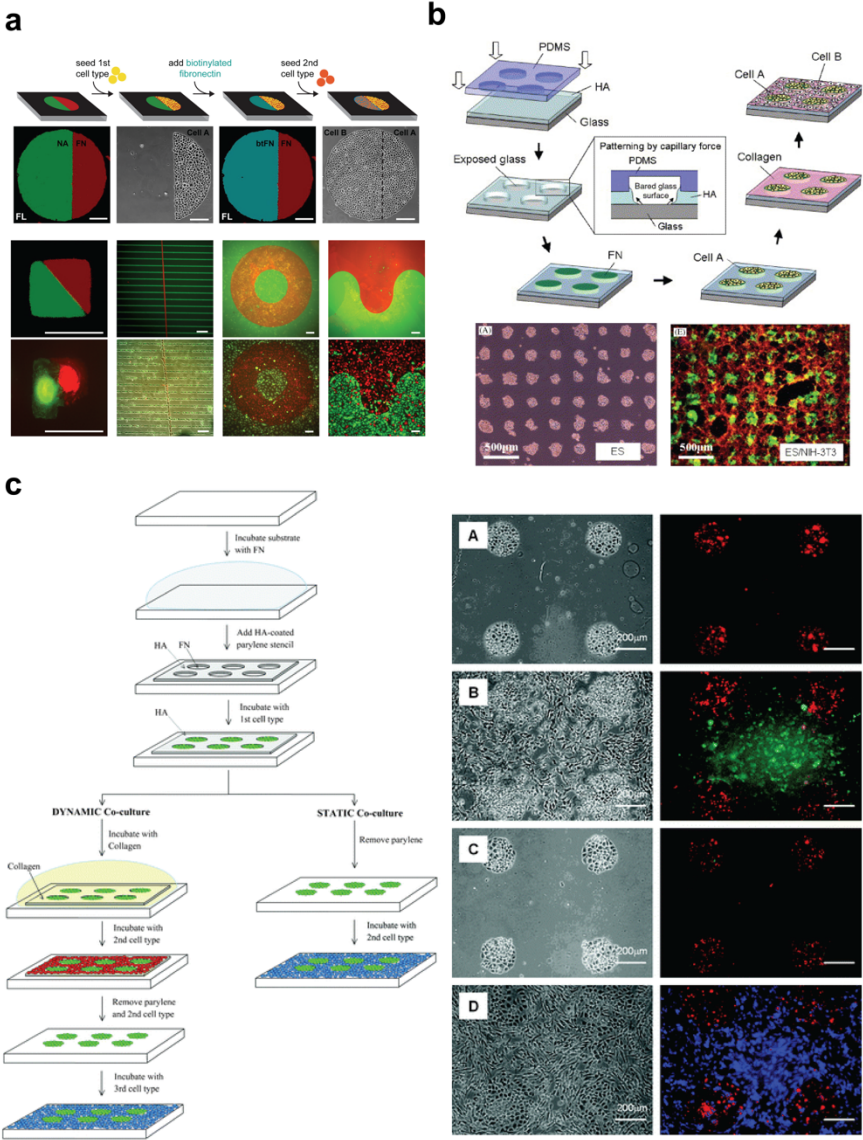 a
seed 1st
cell type
add biotinylated
fibronectin
seed 2nd
cell type
NA
FN
FL
Cell A
btFN
FN
FL
Cell B
Cell A
b
PDMS
HA
Glass
Exposed glass
Patterning by capillary force
PDMS
Bared glass
surface
HA
Glass
FN
Cell A
Collagen
Cell A
Cell B
(A)
500μm
ES
(E)
500μm
ES/NIH-3T3
c
Incubate substrate
with FN
Add HA-coated
parylene stencil
HA
FN
Incubate with
1st cell type
HA
DYNAMIC Co-culture
STATIC Co-culture
Incubate with
Collagen
Remove parylene
Collagen
Incubate with
2nd cell type
Incubate with
2nd cell type
Remove parylene
and 2nd cell type
Incubate with
3rd cell type
A
200μm
B
200μm
C
200μm
D
200μm